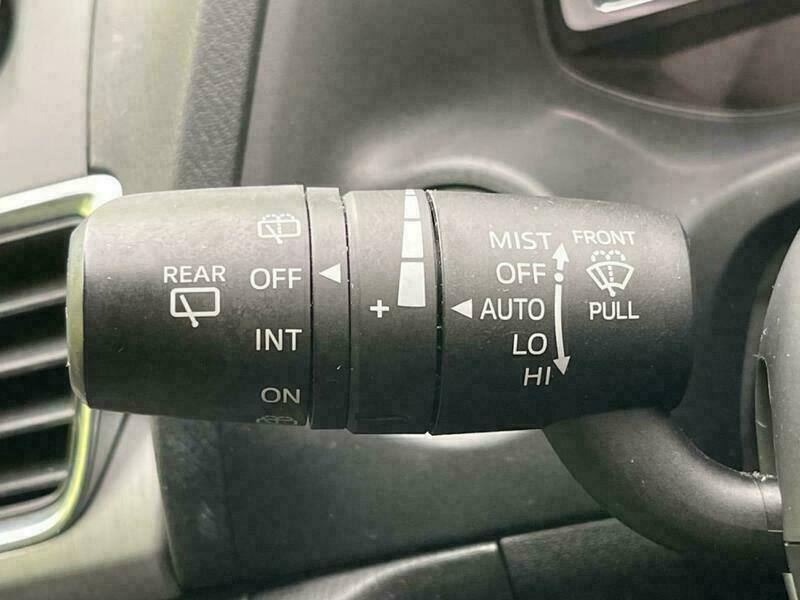 REAR
OFF
INT
ON
+
MIST
OFF
AUTO
LO
HI
FRONT
PULL